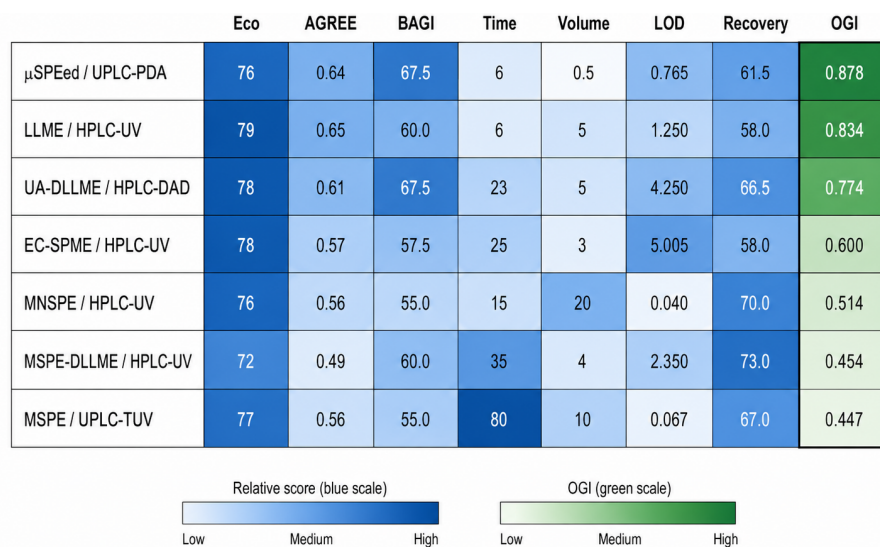 Eco AGREE BAGI Time Volume LOD Recovery OGI
μSPEed / UPLC-PDA 76 0.64 67.5 6 0.5 0.765 61.5 0.878
LLME / HPLC-UV 79 0.65 60.0 6 5 1.250 58.0 0.834
UA-DLLME / HPLC-DAD 78 0.61 67.5 23 5 4.250 66.5 0.774
EC-SPME / HPLC-UV 78 0.57 57.5 25 3 5.005 58.0 0.600
MNSPE / HPLC-UV 76 0.56 55.0 15 20 0.040 70.0 0.514
MSPE-DLLME / HPLC-UV 72 0.49 60.0 35 4 2.350 73.0 0.454
MSPE / UPLC-TUV 77 0.56 55.0 80 10 0.067 67.0 0.447
Relative score (blue scale) OGI (green scale)
Low Medium High Low Medium High